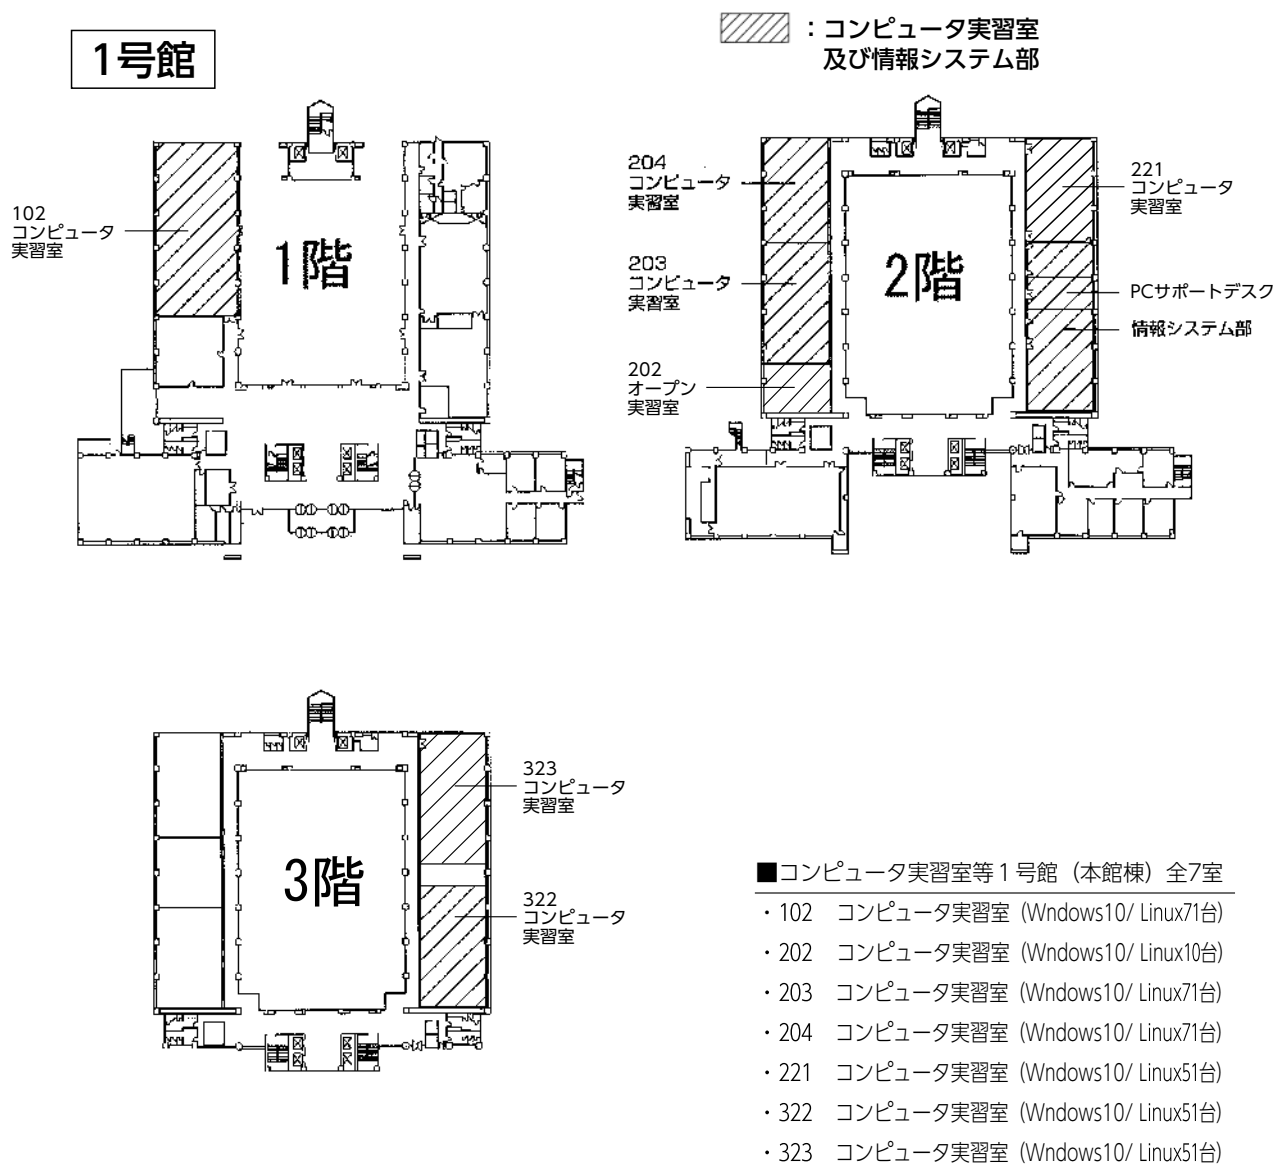 1号館
：コンピュータ実習室
及び情報システム部
102
コンピュータ
実習室
1階
204
コンピュータ
実習室
203
コンピュータ
実習室
202
オープン
実習室
2階
221
コンピュータ
実習室
PCサポートデスク
情報システム部
3階
323
コンピュータ
実習室
322
コンピュータ
実習室
■コンピュータ実習室等１号館（本館棟）全7室
・102 コンピュータ実習室 (Wndows10/ Linux71台)
・202 コンピュータ実習室 (Wndows10/ Linux10台)
・203 コンピュータ実習室 (Wndows10/ Linux71台)
・204 コンピュータ実習室 (Wndows10/ Linux71台)
・221 コンピュータ実習室 (Wndows10/ Linux51台)
・322 コンピュータ実習室 (Wndows10/ Linux51台)
・323 コンピュータ実習室 (Wndows10/ Linux51台)